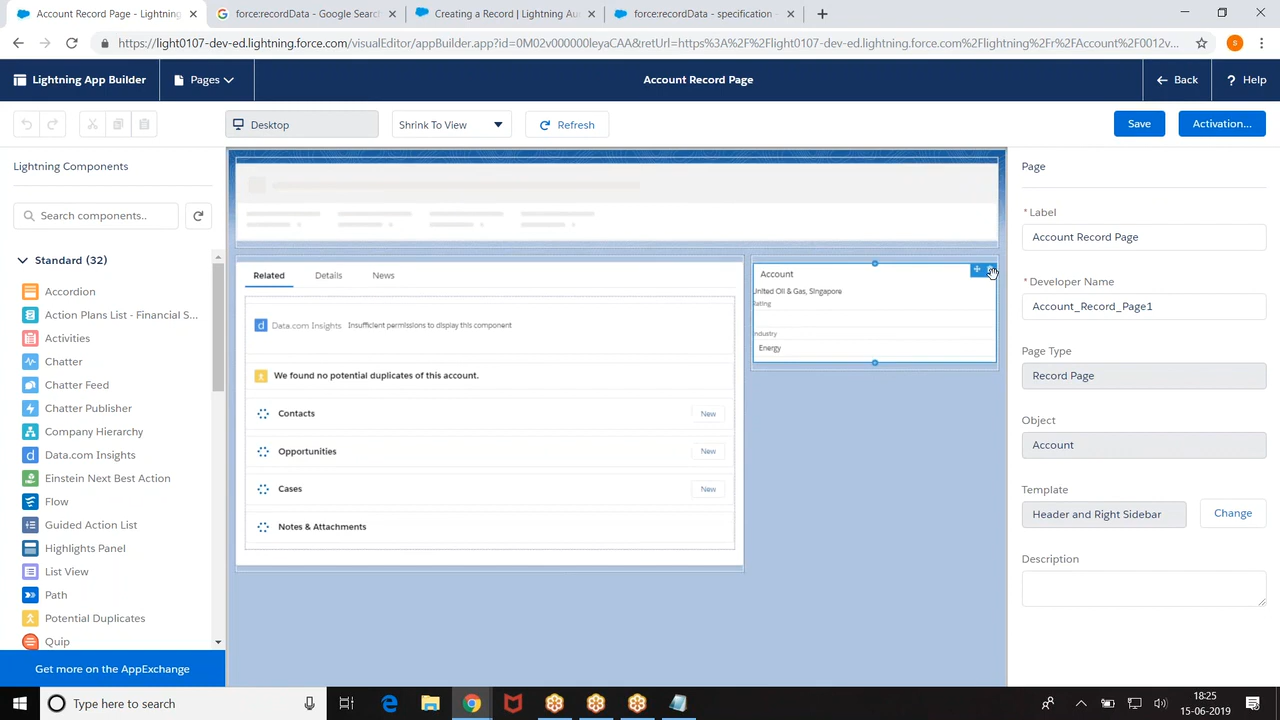 Account Record Page - Lightning
force:recordData - Google Search
Creating a Record | Lightning Au
force:recordData - specification -
https://light0107-dev-ed.lightning.force.com/visualEditor/appBuilder.app?id=0M02v000000leyaCAA&retUrl=https%3A%2F%2Flight0107-dev-ed.lightning.force.com%2Flightning%2Fr%2FAccount%2F0012v...
S
Lightning App Builder
Pages
Account Record Page
Back
? Help
Desktop
Shrink To View
Refresh
Save
Activation...
Lightning Components
Search components..
Standard (32)
Accordion
Action Plans List - Financial S...
Activities
Chatter
Chatter Feed
Chatter Publisher
Company Hierarchy
Data.com Insights
Einstein Next Best Action
Flow
Guided Action List
Highlights Panel
List View
Path
Potential Duplicates
Quip
Get more on the AppExchange
Related
Details
News
Data.com Insights
Insufficient permissions to display this component
We found no potential duplicates of this account.
Contacts
New
Opportunities
New
Cases
New
Notes & Attachments
Account
United Oil & Gas, Singapore
Rating
Industry
Energy
Page
* Label
Account Record Page
* Developer Name
Account_Record_Page1
Page Type
Record Page
Object
Account
Template
Header and Right Sidebar
Change
Description
Type here to search
18:25
15-06-2019